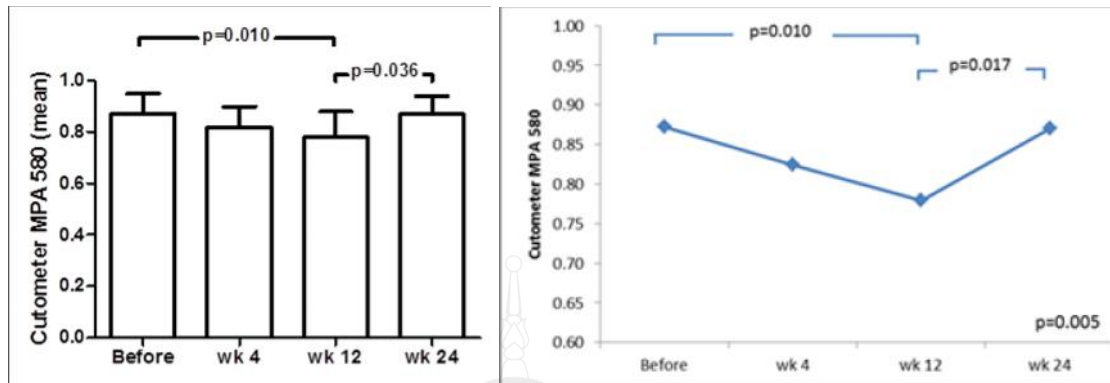 p=0.010
p=0.036
Cutometer MPA 580 (mean)
1.0
0.8
0.6
0.4
0.2
0.0
Before wk 4 wk 12 wk 24
p=0.010
p=0.017
Cutometer MPA 580
1.00
0.95
0.90
0.85
0.80
0.75
0.70
0.65
0.60
p=0.005
Before wk 4 wk 12 wk 24